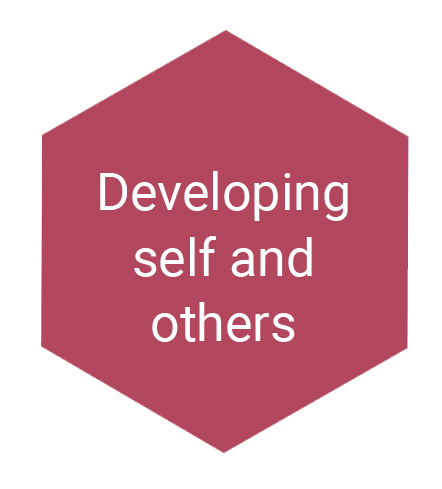 Developing
self and
others